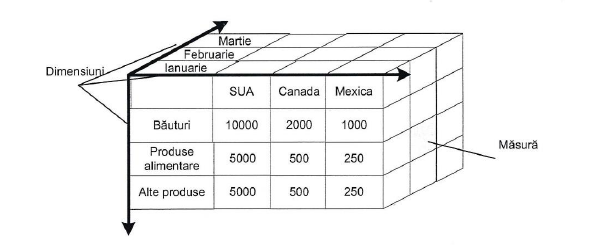 Martie
Februarie
Dimensiuni
Ianuarie
SUA Canada Mexica
Băuturi 10000 2000 1000
Produse
alimentare 5000 500 250
Măsură
Alte produse 5000 500 250